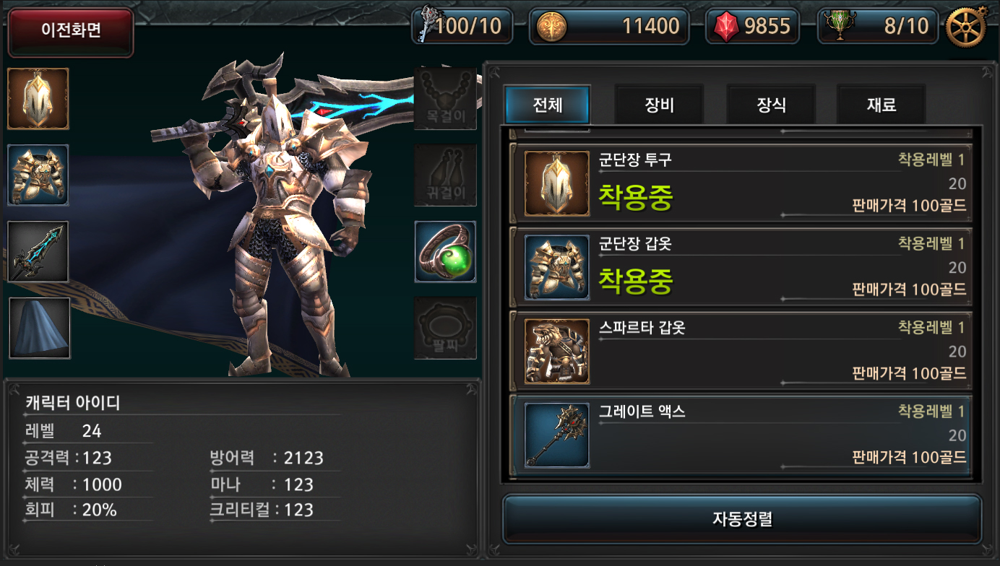 이전화면
100/10
11400
9855
8/10
목걸이
귀걸이
팔찌
캐릭터 아이디
레벨 24
공격력 : 123 방어력 : 2123
체력 : 1000 마나 : 123
회피 : 20% 크리티컬 : 123
전체 장비 장식 재료
군단장 투구 착용레벨 1
20
착용중
판매가격 100골드
군단장 갑옷 착용레벨 1
20
착용중
판매가격 100골드
스파르타 갑옷 착용레벨 1
20
판매가격 100골드
그레이트 액스 착용레벨 1
20
판매가격 100골드
자동정렬